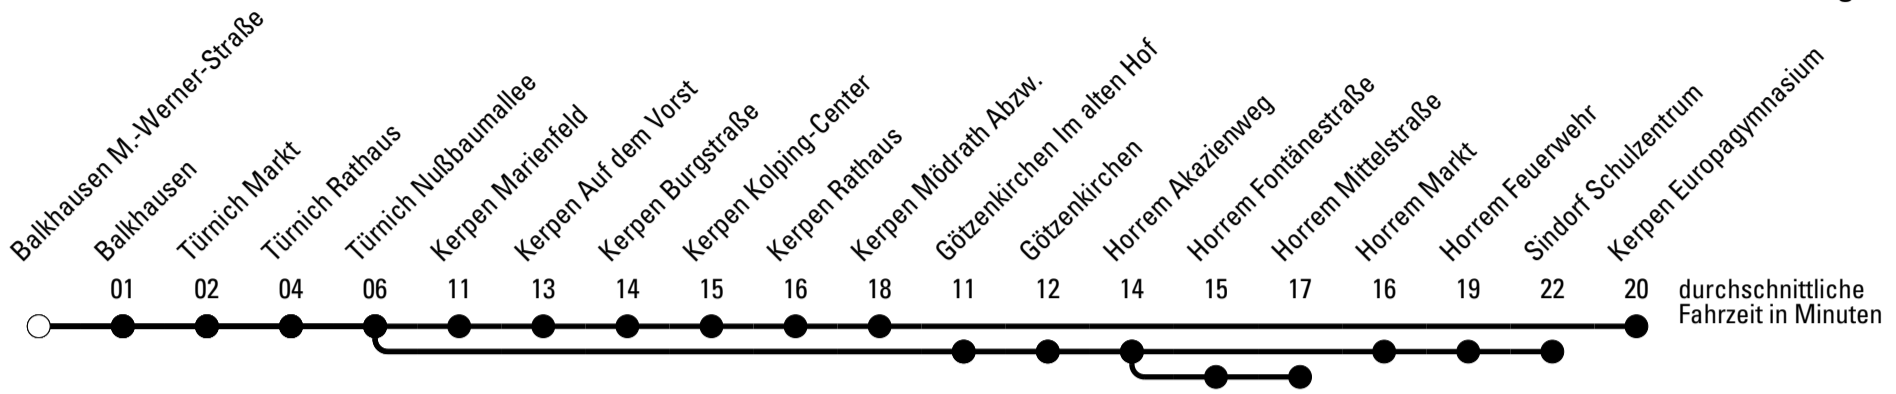 Balkhausen M.-Werner-Straße
Balkhausen
Türnich Markt
Türnich Rathaus
Türnich Nußbaumallee
Kerpen Marienfeld
Kerpen Auf dem Vorst
Kerpen Burgstraße
Kerpen Kolping-Center
Kerpen Rathaus
Kerpen Mödrath Abzw.
Götzenkirchen Im alten Hof
Götzenkirchen
Horrem Akazienweg
Horrem Fontänestraße
Horrem Mittelstraße
Horrem Markt
Horrem Feuerwehr
Sindorf Schulzentrum
Kerpen Europagymnasium
01 02 04 06 11 13 14 15 16 18 11 12 14 15 17 16 19 22 20 durchschnittliche
Fahrzeit in Minuten